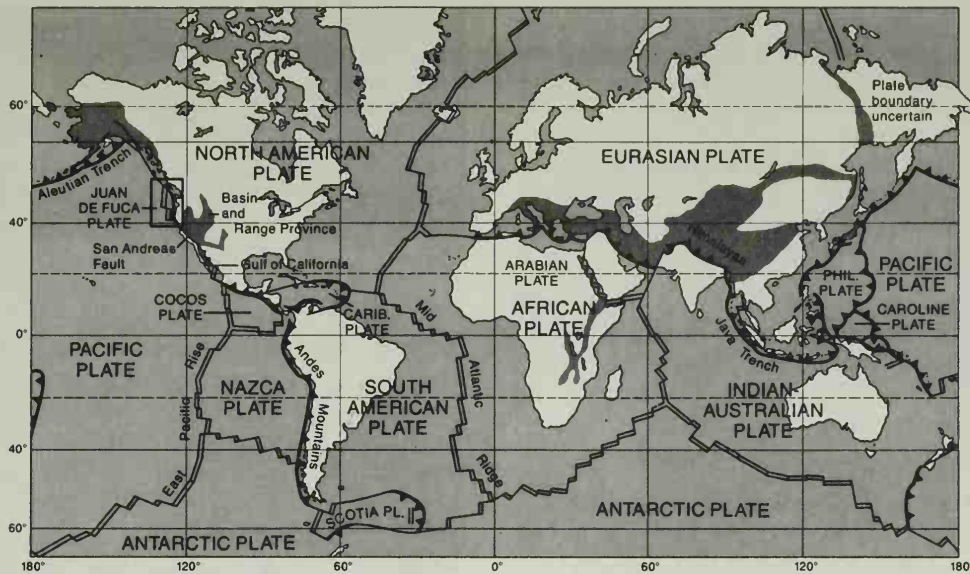 60°
40°
0°
40°
60°
180°
120°
60°
0°
60°
120°
180°
Aleutian Trench
NORTH AMERICAN
PLATE
JUAN
DE FUCA
PLATE
Basin
and
Range Province
San Andreas
Fault
Gulf of California
COCOS
PLATE
CARIB.
PLATE
PACIFIC
PLATE
East
Pacific
Rise
NAZCA
PLATE
Andes
Mountains
SOUTH
AMERICAN
PLATE
Mid
Atlantic
Ridge
SCOTIA PL.
ANTARCTIC PLATE
EURASIAN PLATE
Plate
boundary
uncertain
Himalayas
ARABIAN
PLATE
AFRICAN
PLATE
PHIL.
PLATE
PACIFIC
PLATE
CAROLINE
PLATE
Java Trench
INDIAN-
AUSTRALIAN
PLATE
ANTARCTIC PLATE